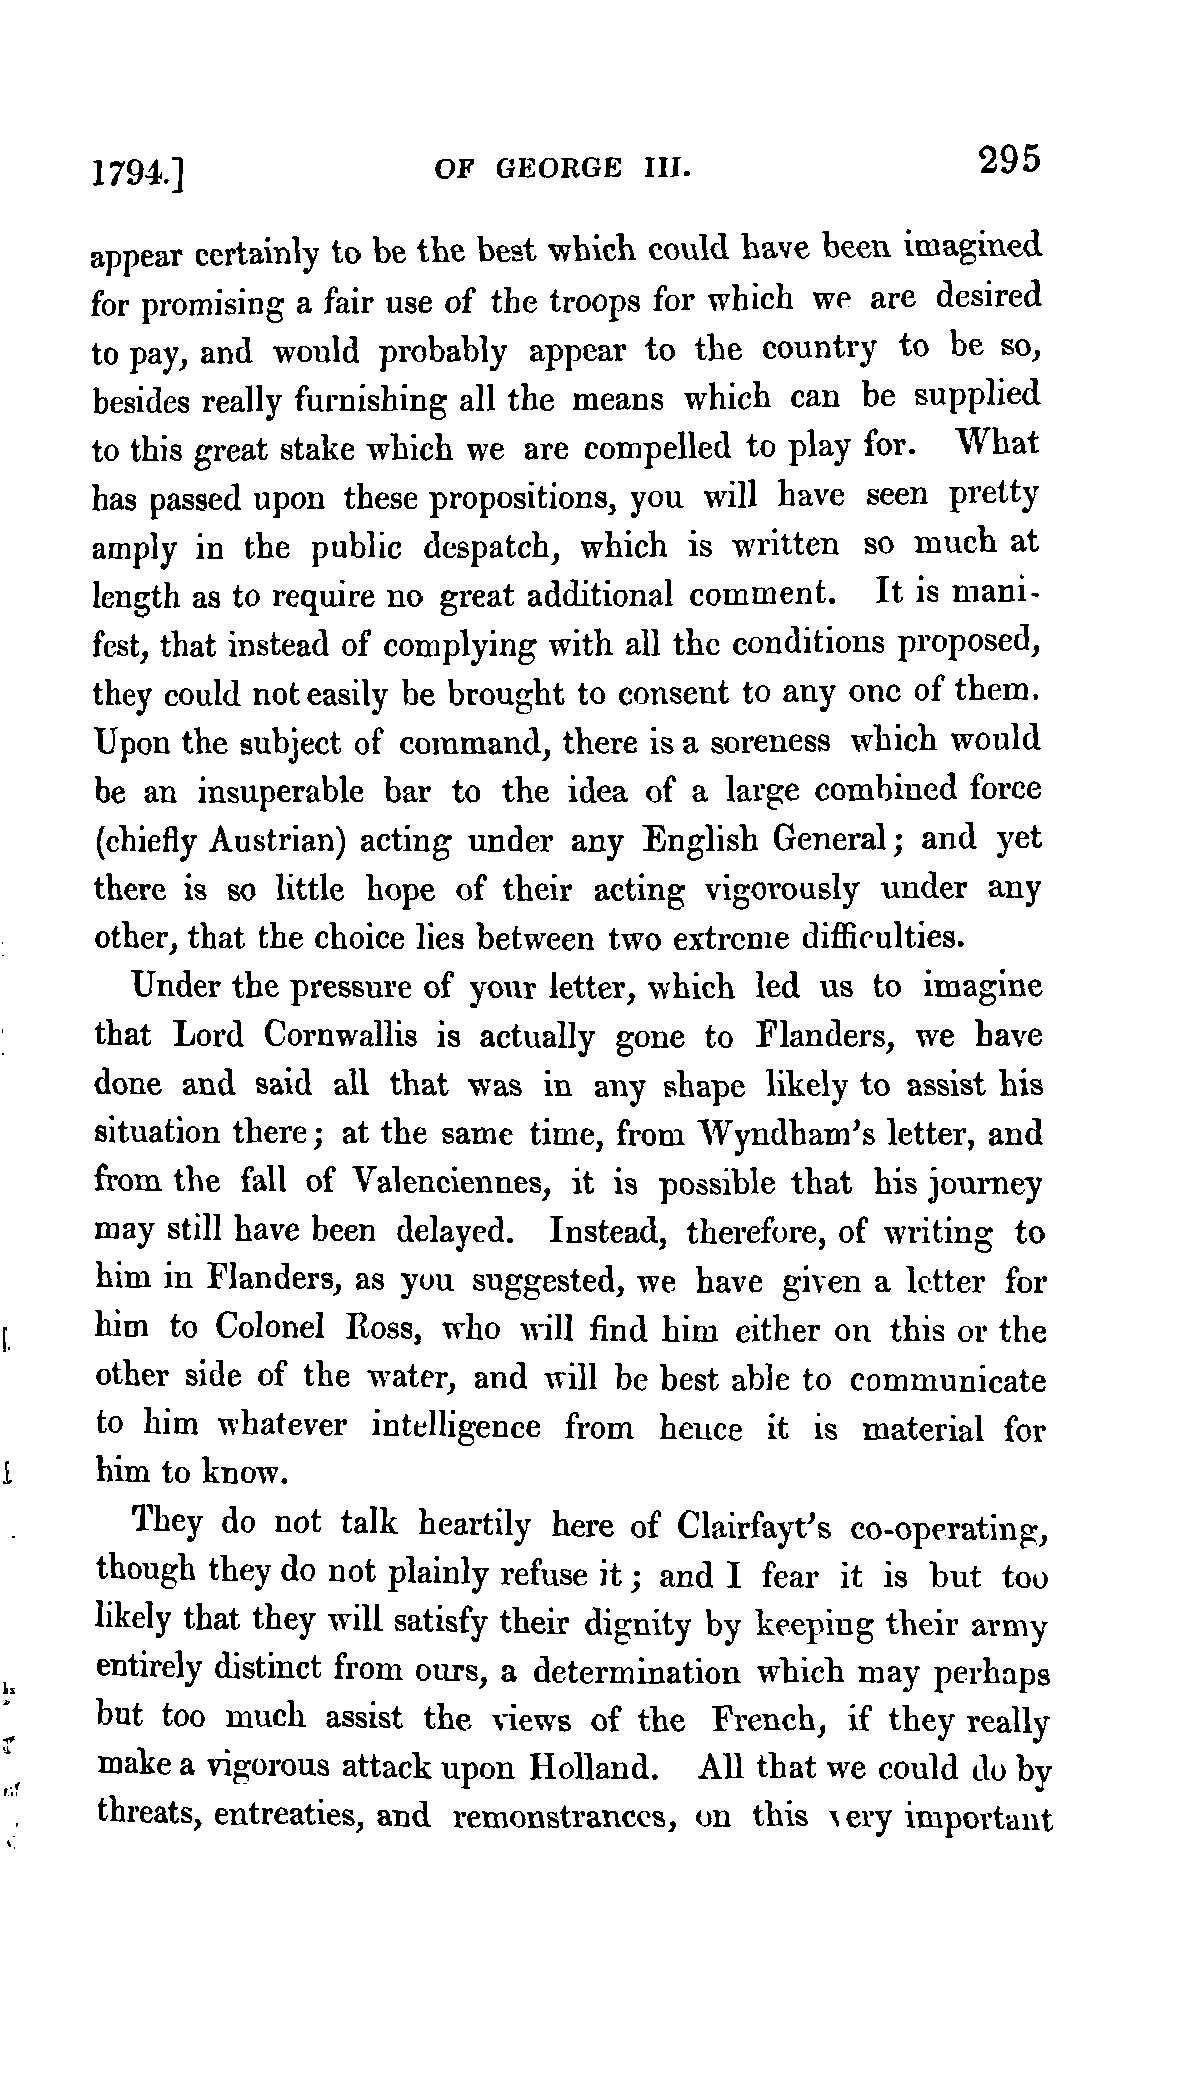 1794.] OF GEORGE III. 295
appear certainly to be the best which could have been imagined
for promising a fair use of the troops for which we are desired
to pay, and would probably appear to the country to be so,
besides really furnishing all the means which can be supplied
to this great stake which we are compelled to play for. What
has passed upon these propositions, you will have seen pretty
amply in the public despatch, which is written so much at
length as to require no great additional comment. It is mani-
fest, that instead of complying with all the conditions proposed,
they could not easily be brought to consent to any one of them.
Upon the subject of command, there is a soreness which would
be an insuperable bar to the idea of a large combined force
(chiefly Austrian) acting under any English General; and yet
there is so little hope of their acting vigorously under any
other, that the choice lies between two extreme difficulties.
Under the pressure of your letter, which led us to imagine
that Lord Cornwallis is actually gone to Flanders, we have
done and said all that was in any shape likely to assist his
situation there; at the same time, from Wyndham's letter, and
from the fall of Valenciennes, it is possible that his journey
may still have been delayed. Instead, therefore, of writing to
him in Flanders, as you suggested, we have given a letter for
him to Colonel Ross, who will find him either on this or the
other side of the water, and will be best able to communicate
to him whatever intelligence from hence it is material for
him to know.
They do not talk heartily here of Clairfayt's co-operating,
though they do not plainly refuse it; and I fear it is but too
likely that they will satisfy their dignity by keeping their army
entirely distinct from ours, a determination which may perhaps
but too much assist the views of the French, if they really
make a vigorous attack upon Holland. All that we could do by
threats, entreaties, and remonstrances, on this very important